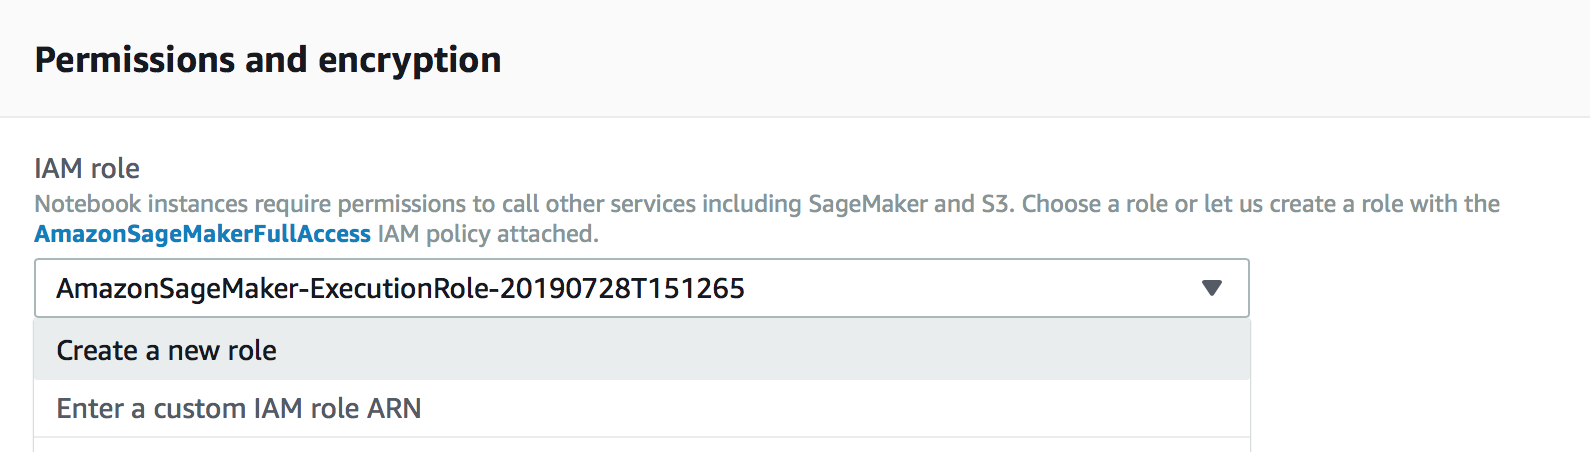 Permissions and encryption
IAM role
Notebook instances require permissions to call other services including SageMaker and S3. Choose a role or let us create a role with the
AmazonSageMakerFullAccess IAM policy attached.
AmazonSageMaker-ExecutionRole-20190728T151265
Create a new role
Enter a custom IAM role ARN